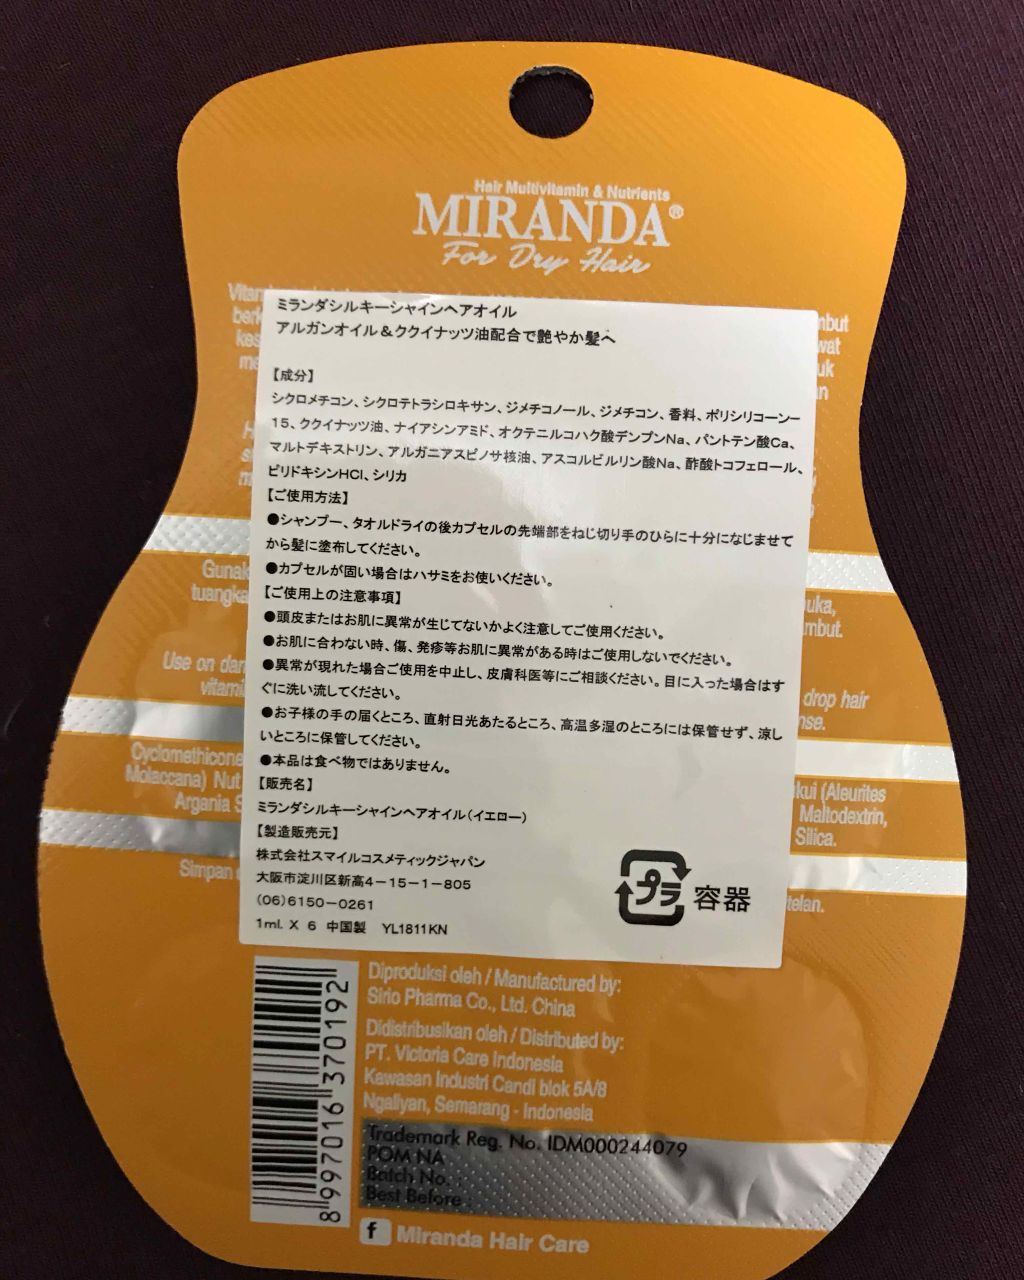 Hair Multivitamin & Nutrients
MIRANDA®
For Dry Hair
ミランダシルキーシャインヘアオイル
アルガンオイル＆ククイナッツ油配合で艶やか髪へ
【成分】
シクロメチコン、シクロテトラシロキサン、ジメチコノール、ジメチコン、香料、ポリシリコーンー
15、ククイナッツ油、ナイアシンアミド、オクテニルコハク酸デンプンNa、パントテン酸Ca、
マルトデキストリン、アルガニアスピノサ核油、アスコルビルリン酸Na、酢酸トコフェロール、
ピリドキシンHCl、シリカ
【ご使用方法】
●シャンプー、タオルドライの後カプセルの先端部をねじ切り手のひらに十分になじませて
から髪に塗布してください。
●カプセルが固い場合はハサミをお使いください。
【ご使用上の注意事項】
●頭皮またはお肌に異常が生じてないかよく注意してご使用ください。
●お肌に合わない時、傷、発疹等お肌に異常がある時はご使用しないでください。
●異常が現れた場合ご使用を中止し、皮膚科医等にご相談ください。目に入った場合はす
ぐに洗い流してください。
●お子様の手の届くところ、直射日光あたるところ、高温多湿のところには保管せず、涼し
いところに保管してください。
●本品は食べ物ではありません。
【販売名】
ミランダシルキーシャインヘアオイル（イエロー）
【製造販売元】
株式会社スマイルコスメティックジャパン
大阪市淀川区新高4－15－1－805
(06)6150－0261
1ml. X 6 中国製 YL1811KN
プラ 容器
Use on
drop hair
Cyclomethicone
kui (Aleurites
Molaccana) Nut
Maltodextrin,
Argania S
Silica.
Simpan
8997016370192
Diproduksi oleh / Manufactured by:
Sirio Pharma Co., Ltd. China
Didistribusikan oleh / Distributed by:
PT. Victoria Care Indonesia
Kawasan Industri Candi blok 5A/8
Ngaliyan, Semarang - Indonesia
Trademark Reg. No. IDM000244079
POM NA
Batch No. :
Best Before :
f Miranda Hair Care